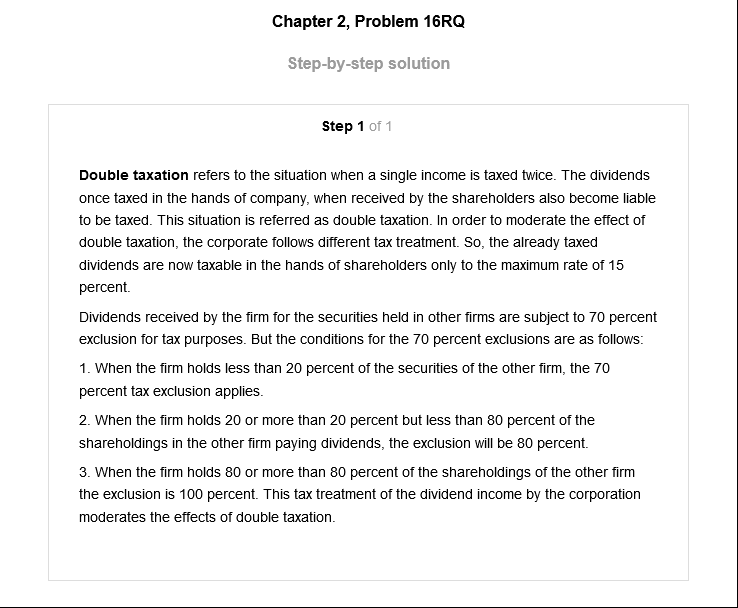 Chapter 2, Problem 16RQ
Step-by-step solution
Step 1 of 1
Double taxation refers to the situation when a single income is taxed twice. The dividends
once taxed in the hands of company, when received by the shareholders also become liable
to be taxed. This situation is referred as double taxation. In order to moderate the effect of
double taxation, the corporate follows different tax treatment. So, the already taxed
dividends are now taxable in the hands of shareholders only to the maximum rate of 15
percent.
Dividends received by the firm for the securities held in other firms are subject to 70 percent
exclusion for tax purposes. But the conditions for the 70 percent exclusions are as follows:
1. When the firm holds less than 20 percent of the securities of the other firm, the 70
percent tax exclusion applies.
2. When the firm holds 20 or more than 20 percent but less than 80 percent of the
shareholdings in the other firm paying dividends, the exclusion will be 80 percent.
3. When the firm holds 80 or more than 80 percent of the shareholdings of the other firm
the exclusion is 100 percent. This tax treatment of the dividend income by the corporation
moderates the effects of double taxation.